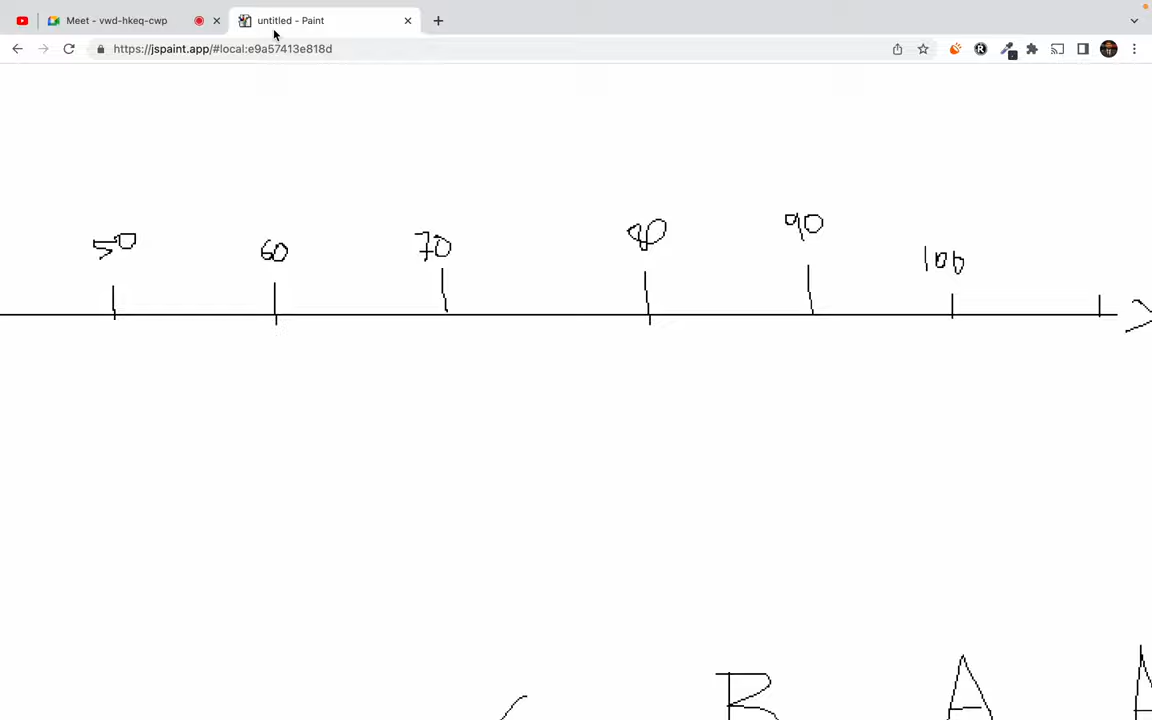 Meet - vwd-hkeq-cwp untitled - Paint
https://jspaint.app/#local:e9a57413e818d
50 60 70 80 90 100
B A A